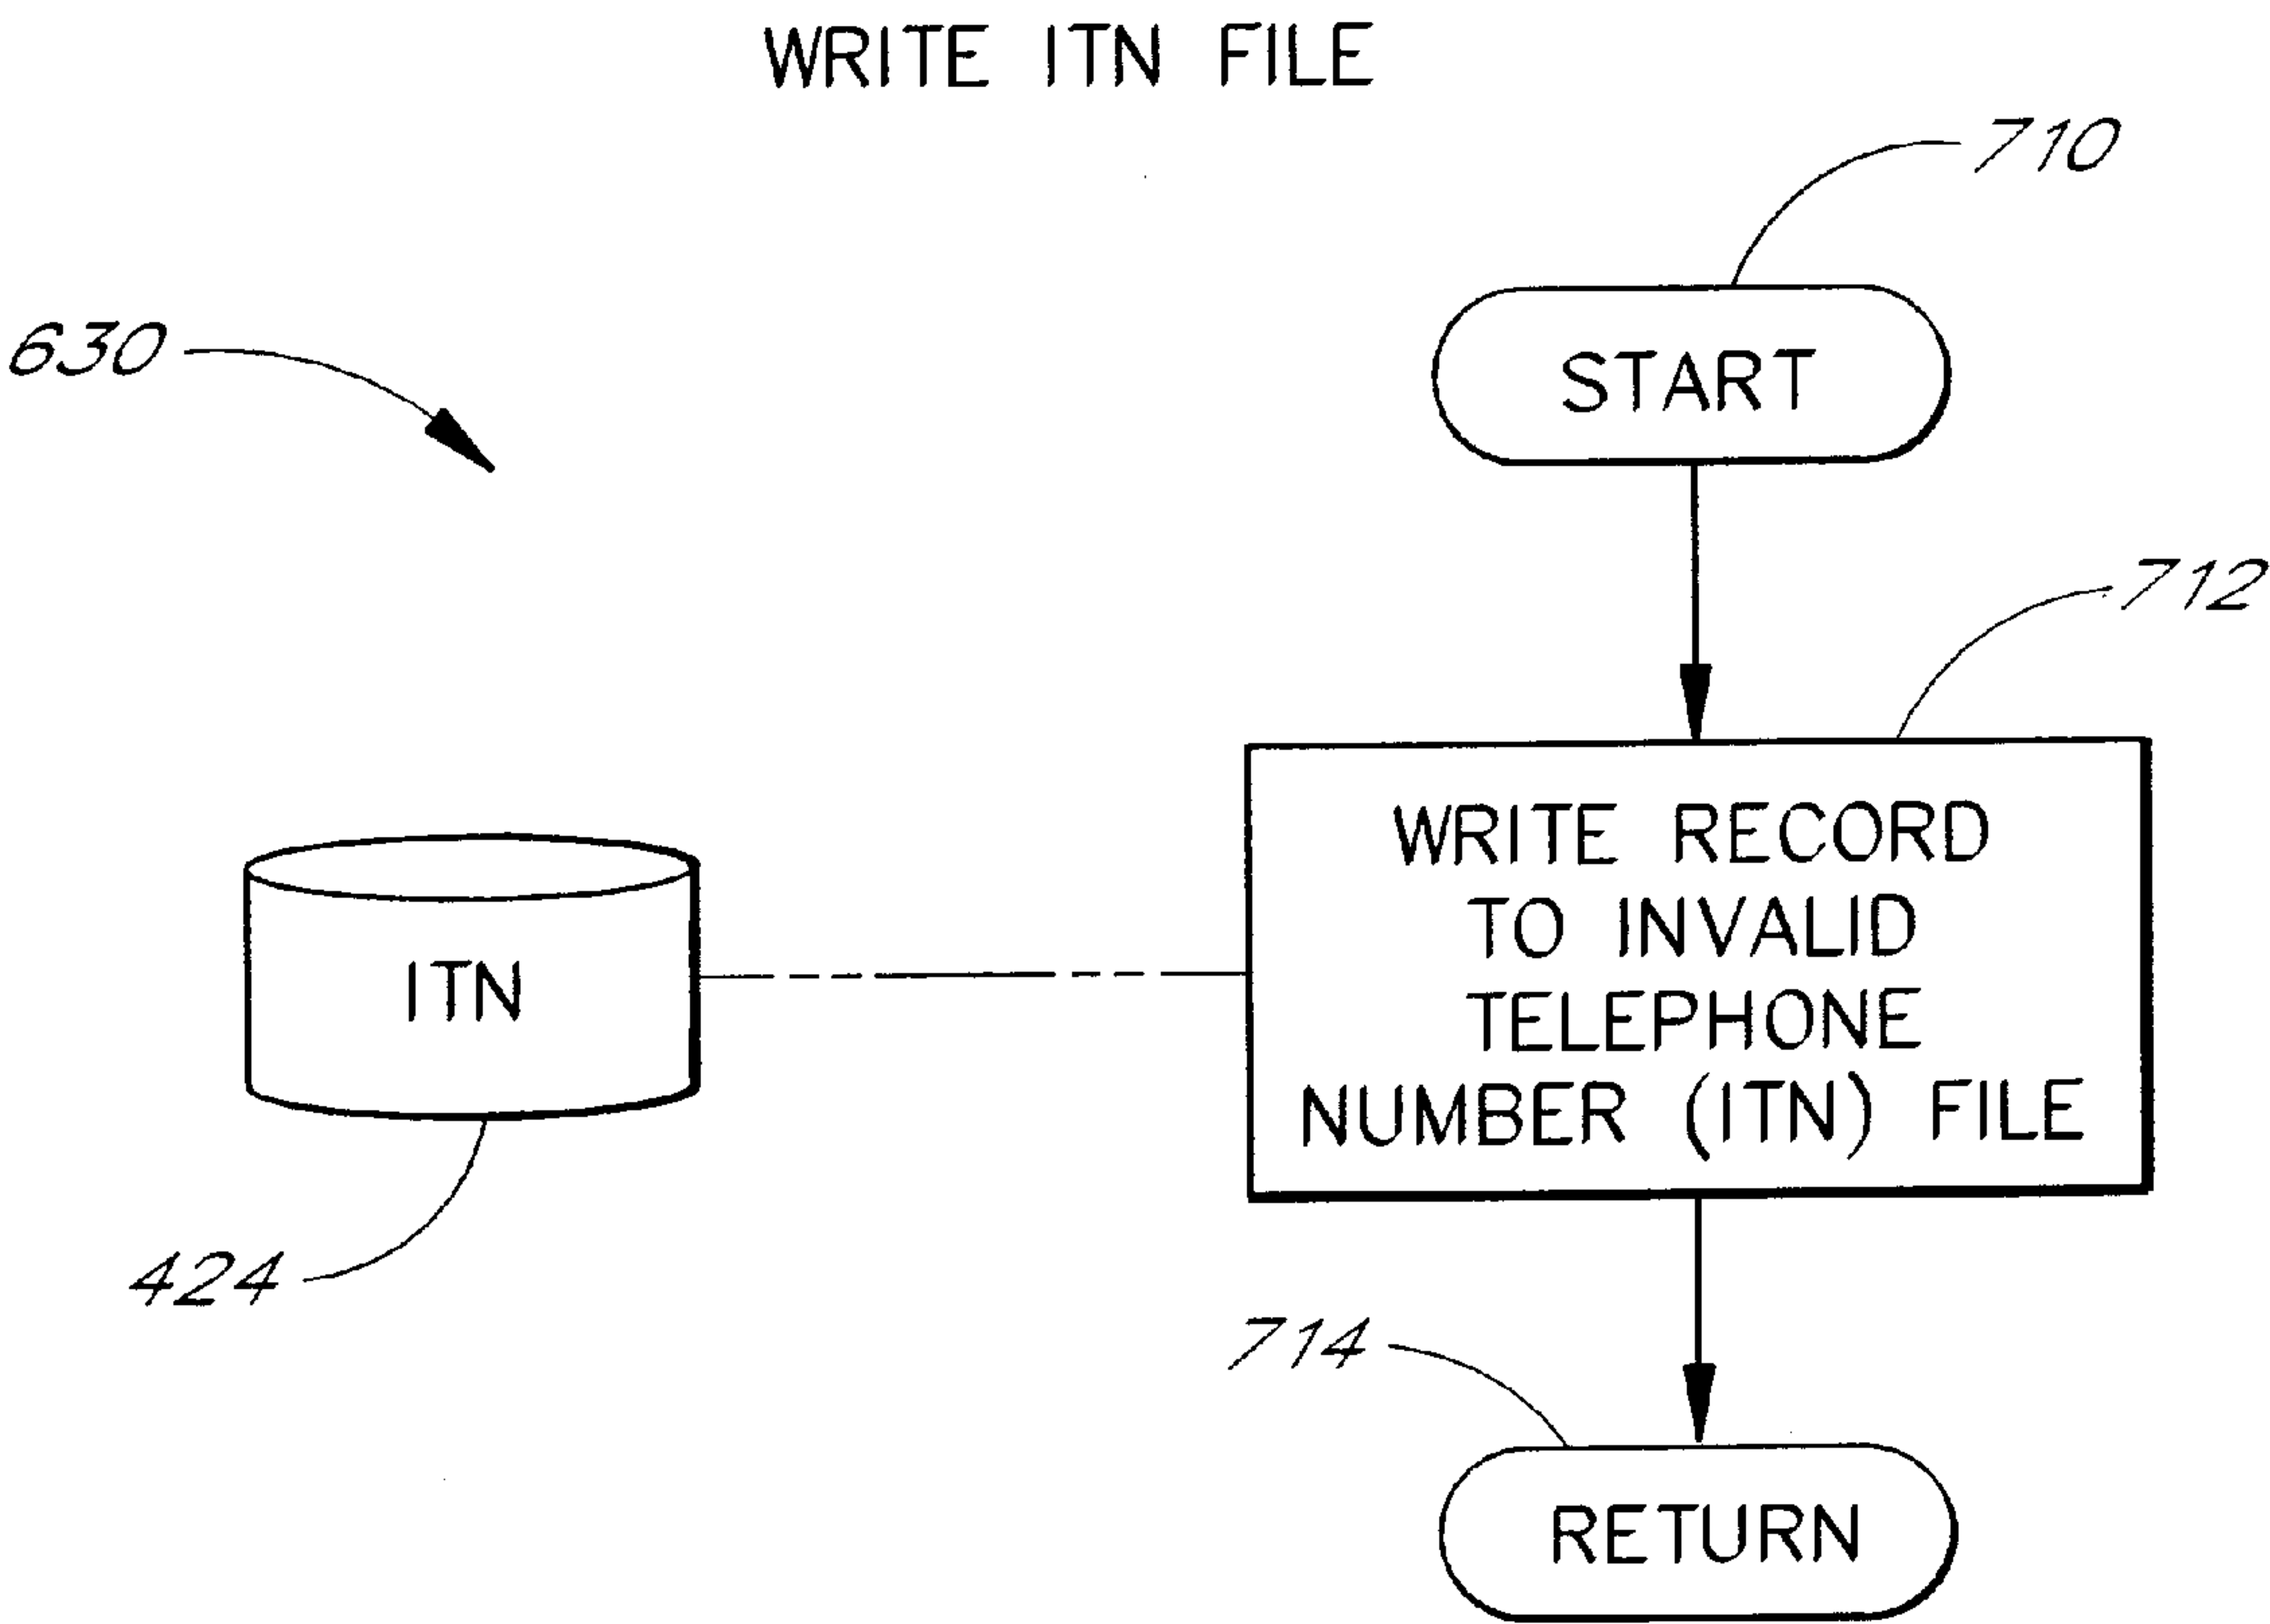 WRITE ITN FILE
710
START
630
712
WRITE RECORD
TO INVALID
TELEPHONE
NUMBER (ITN) FILE
ITN
424
714
RETURN